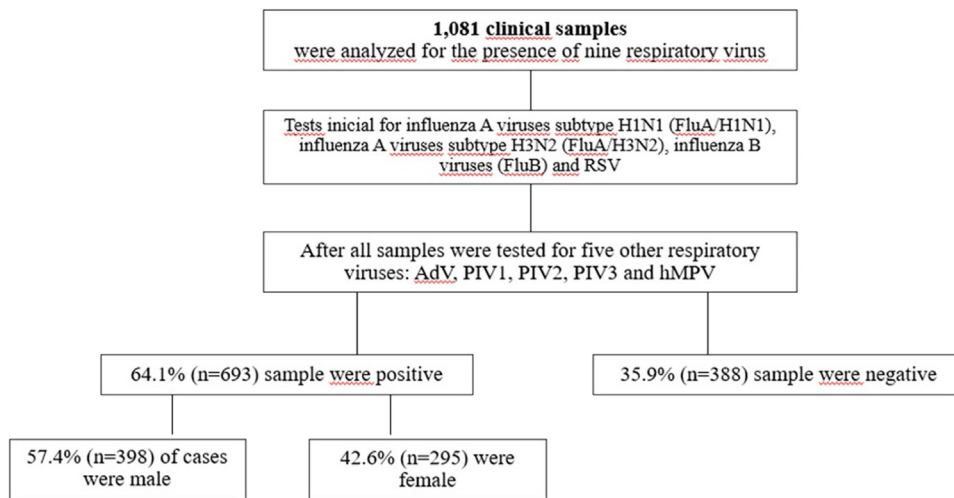 1,081 clinical samples
were analyzed for the presence of nine respiratory virus
Tests inicial for influenza A viruses subtype H1N1 (FluA/H1N1),
influenza A viruses subtype H3N2 (FluA/H3N2), influenza B
viruses (FluB) and RSV
After all samples were tested for five other respiratory
viruses: AdV, PIV1, PIV2, PIV3 and hMPV
64.1% (n=693) sample were positive
35.9% (n=388) sample were negative
57.4% (n=398) of cases
were male
42.6% (n=295) were
female